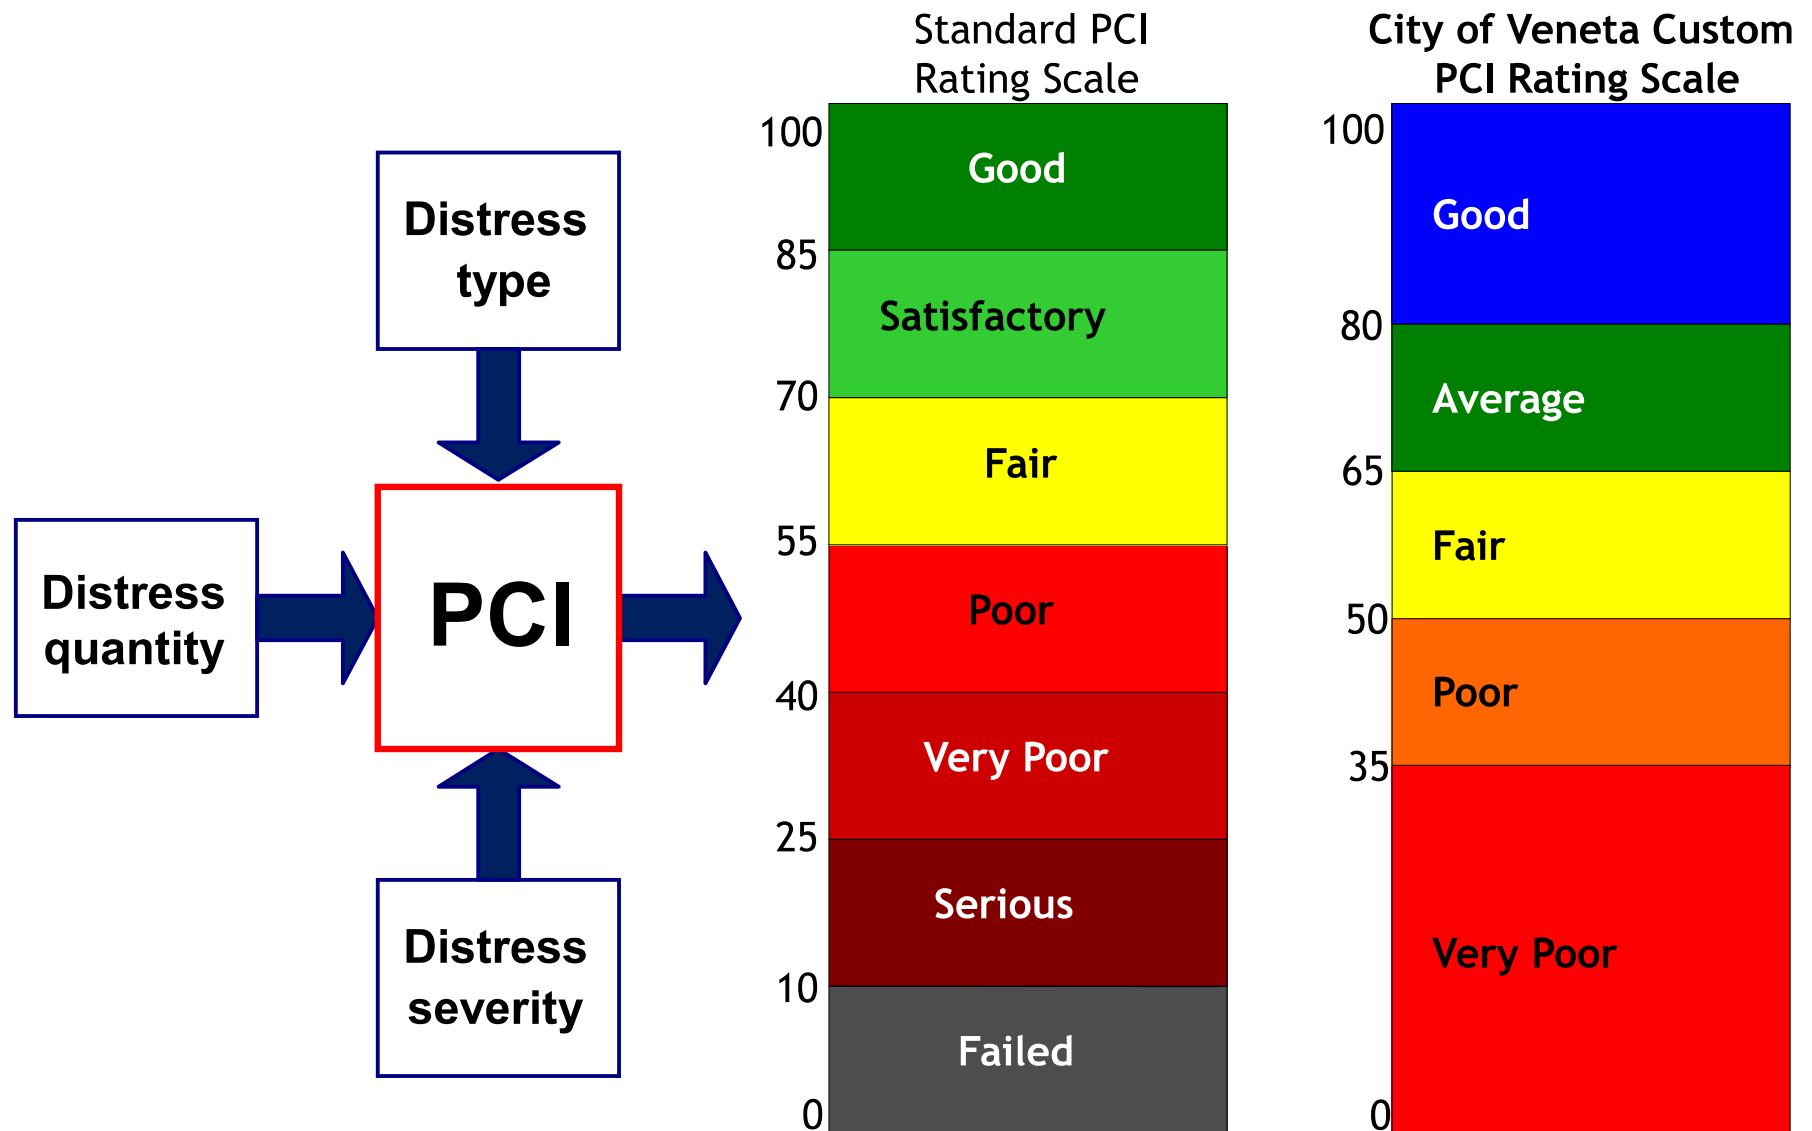 Standard PCI
Rating Scale
City of Veneta Custom
PCI Rating Scale
Distress
type
Distress
quantity
PCI
Distress
severity
100
Good
85
Satisfactory
70
Fair
55
Poor
40
Very Poor
25
Serious
10
Failed
0
100
Good
80
Average
65
Fair
50
Poor
35
Very Poor
0